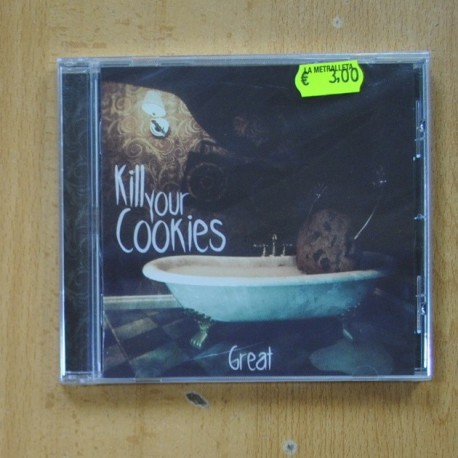 LA METRALLETA
€ 3,00
Kill
your
Cookies
Great